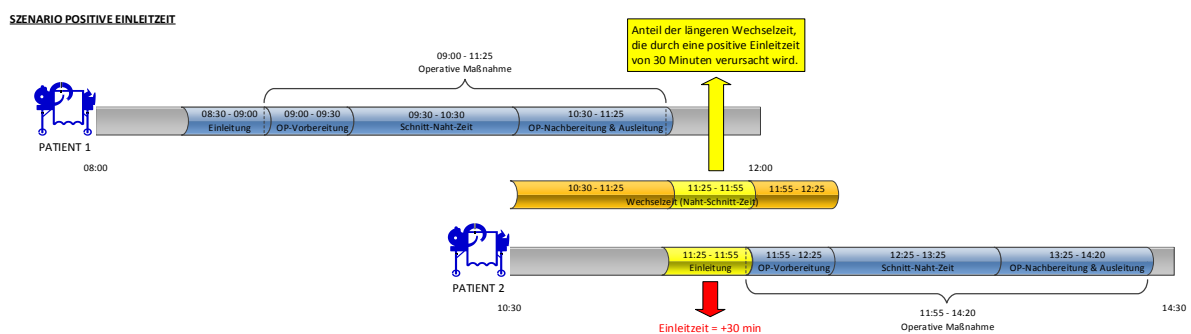 SZENARIO POSITIVE EINLEITZEIT
Anteil der längeren Wechselzeit,
die durch eine positive Einleitzeit
von 30 Minuten verursacht wird.
09:00 - 11:25
Operative Maßnahme
08:30 - 09:00
Einleitung
09:00 - 09:30
OP-Vorbereitung
09:30 - 10:30
Schnitt-Naht-Zeit
10:30 - 11:25
OP-Nachbereitung & Ausleitung
PATIENT 1
08:00
12:00
10:30 - 11:25
11:25 - 11:55
11:55 - 12:25
Wechselzeit (Naht-Schnitt-Zeit)
11:25 - 11:55
Einleitung
11:55 - 12:25
OP-Vorbereitung
12:25 - 13:25
Schnitt-Naht-Zeit
13:25 - 14:20
OP-Nachbereitung & Ausleitung
PATIENT 2
10:30
14:30
11:55 - 14:20
Operative Maßnahme
Einleitzeit = +30 min